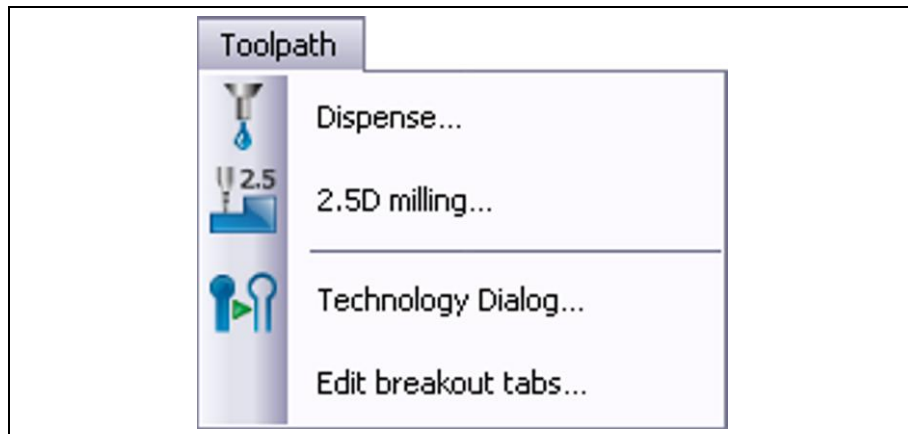 Toolpath
Dispense...
2.5
2.5D milling...
Technology Dialog...
Edit breakout tabs...